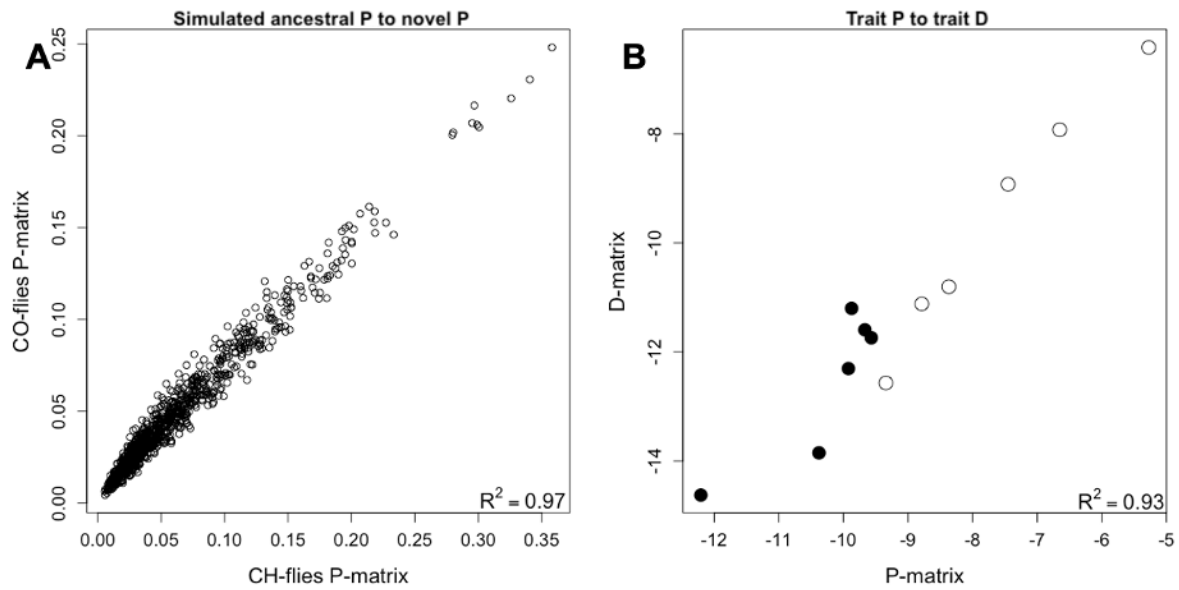 Simulated ancestral P to novel P
A
CO-flies P-matrix
0.25
0.20
0.15
0.10
0.05
0.00
R² = 0.97
0.00 0.05 0.10 0.15 0.20 0.25 0.30 0.35
CH-flies P-matrix
Trait P to trait D
B
D-matrix
-8
-10
-12
-14
R² = 0.93
-12 -11 -10 -9 -8 -7 -6 -5
P-matrix